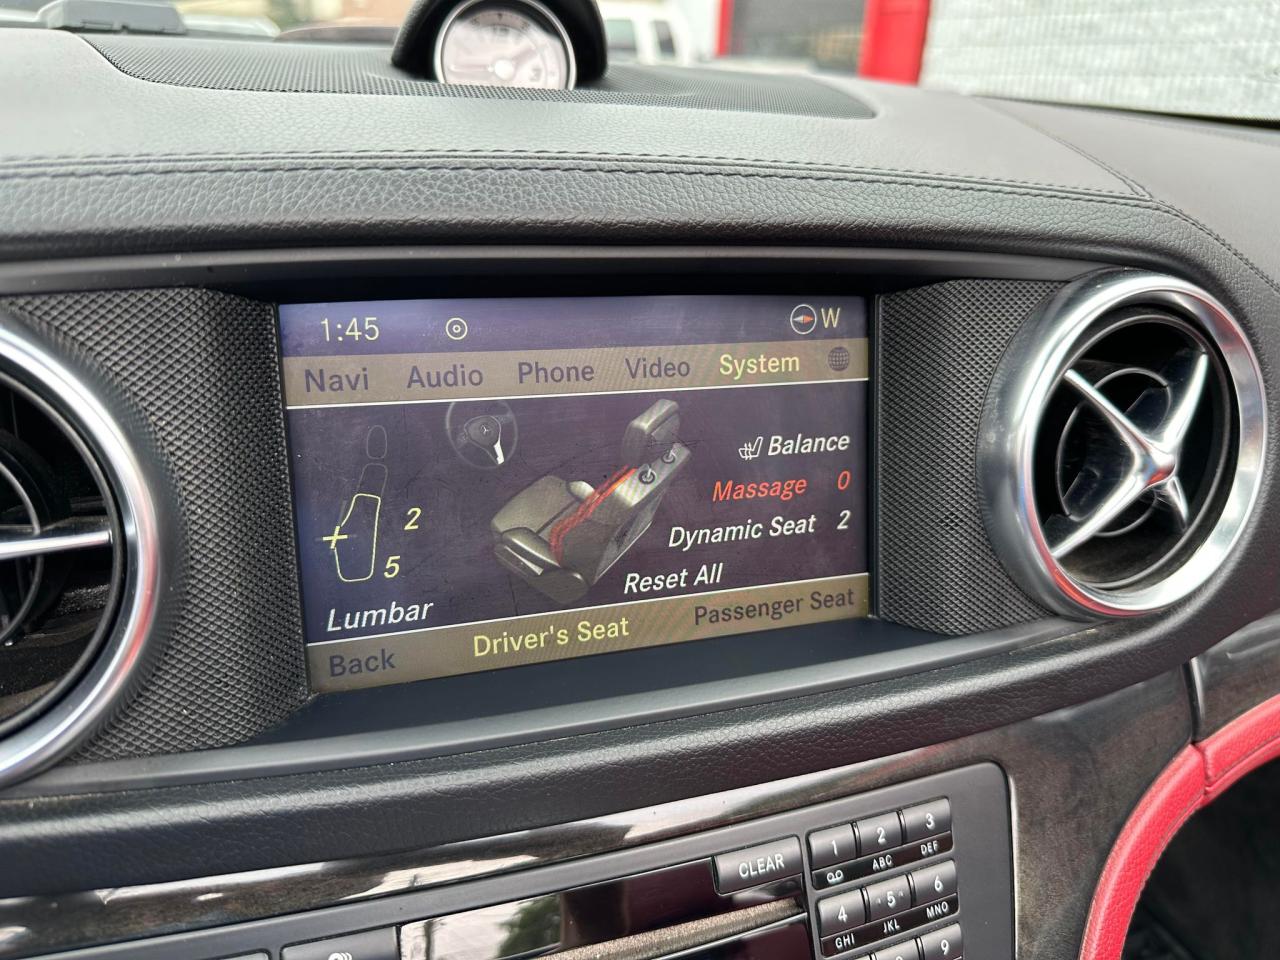 1:45 W
Navi Audio Phone Video System
Balance
Massage 0
Dynamic Seat 2
Reset All
2
5
Lumbar
Back Driver's Seat Passenger Seat
CLEAR
1 2 3
ABC DEF
4 5 6
GHI JKL MNO
9